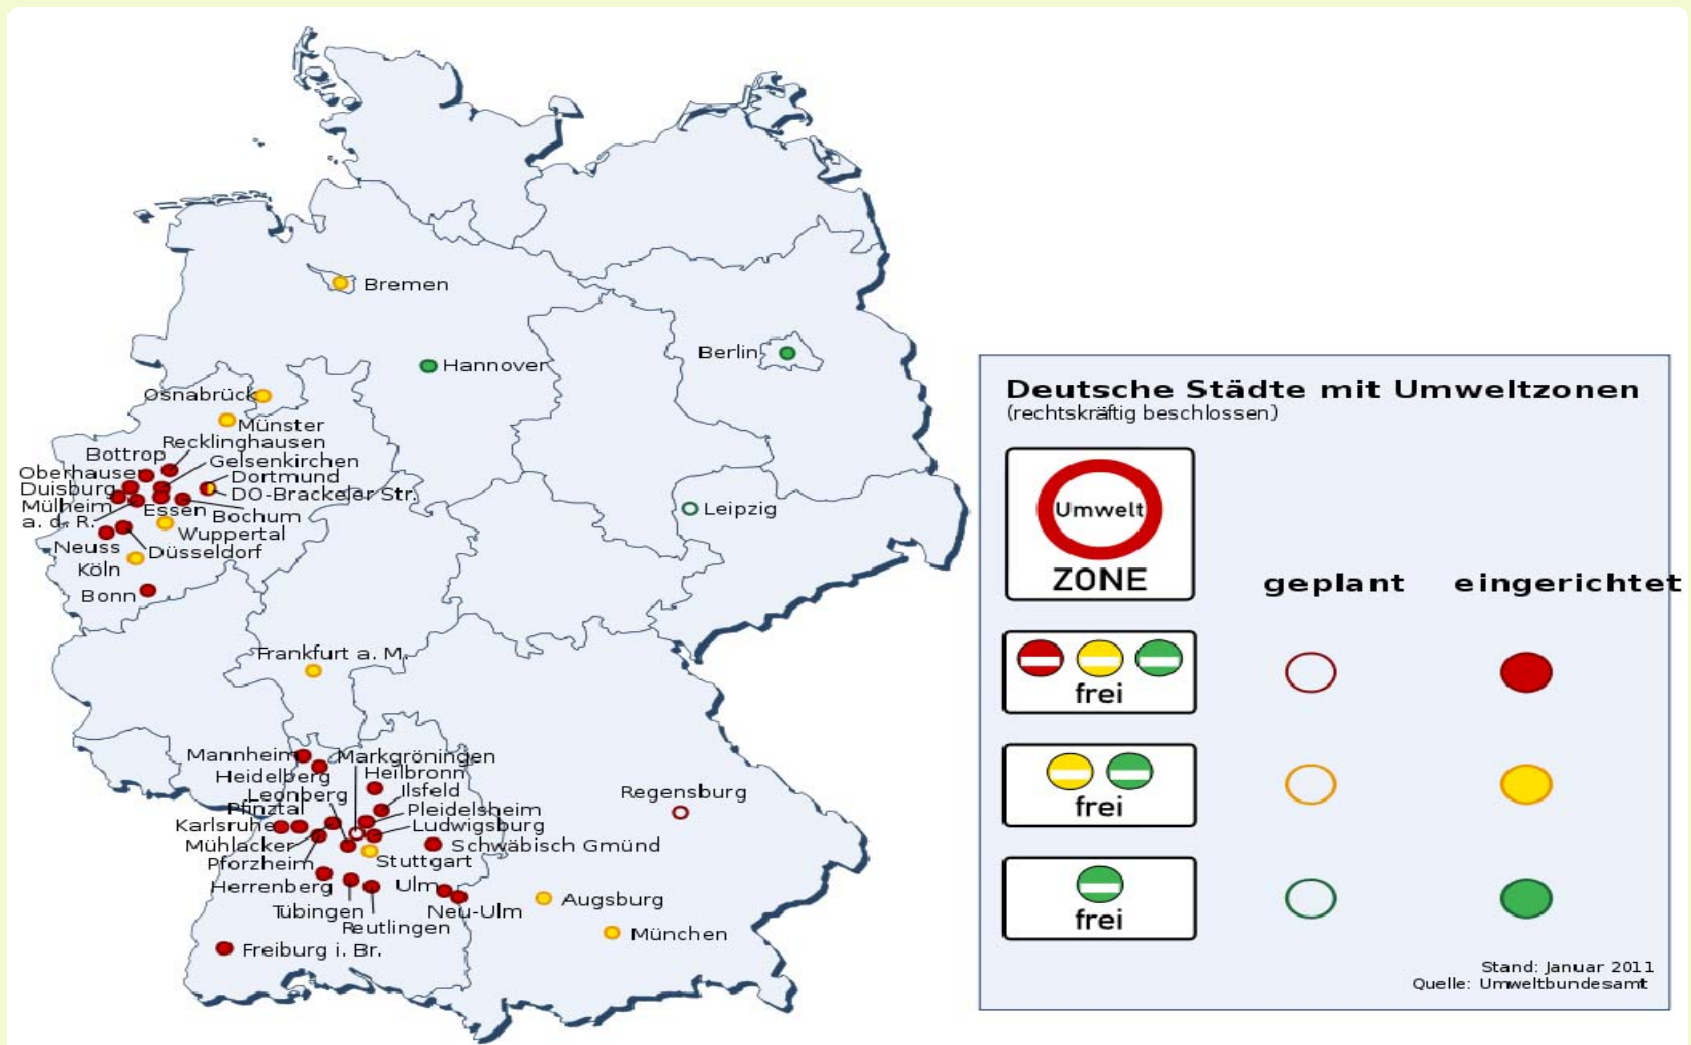 Bremen
Hannover
Berlin
Osnabrück
Münster
Recklinghausen
Bottrop
Gelsenkirchen
Oberhausen
Dortmund
Duisburg
DO-Brackeler Str.
Mülheim
a. d. R.
Essen
Bochum
Leipzig
Wuppertal
Neuss
Düsseldorf
Köln
Bonn
Frankfurt a. M.
Mannheim
Markgröningen
Heidelberg
Heilbronn
Leonberg
Ilsfeld
Regensburg
Pfinztal
Pleidelsheim
Karlsruhe
Ludwigsburg
Mühlacker
Schwäbisch Gmünd
Pforzheim
Stuttgart
Herrenberg
Ulm
Augsburg
Tübingen
Neu-Ulm
Reutlingen
München
Freiburg i. Br.
Deutsche Städte mit Umweltzonen
(rechtskräftig beschlossen)
Umwelt
ZONE
geplant eingerichtet
frei
frei
frei
Stand: Januar 2011
Quelle: Umweltbundesamt